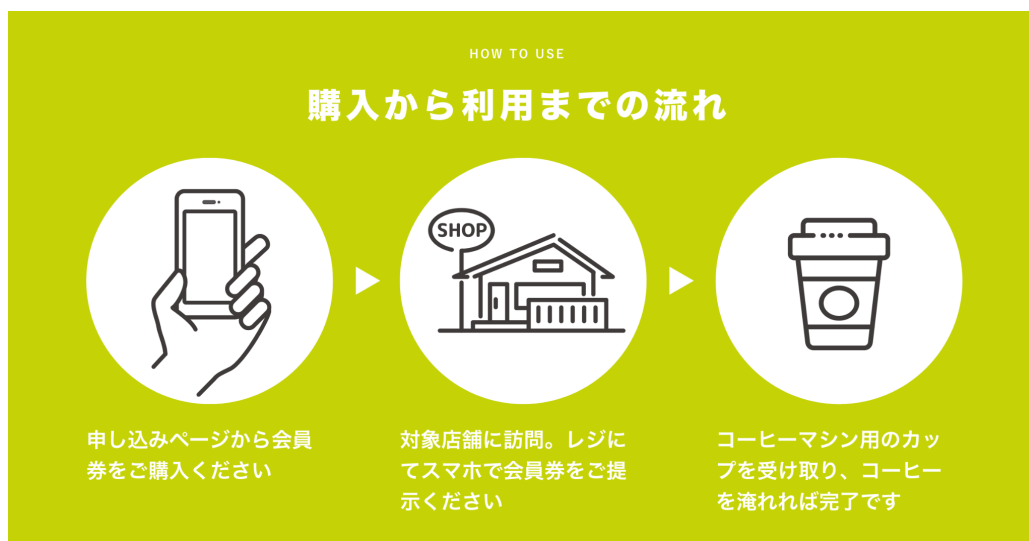 HOW TO USE
購入から利用までの流れ
SHOP
申し込みページから会員
券をご購入ください
対象店舗に訪問。レジに
てスマホで会員券をご提
示ください
コーヒーマシン用のカッ
プを受け取り、コーヒー
を淹れれば完了です